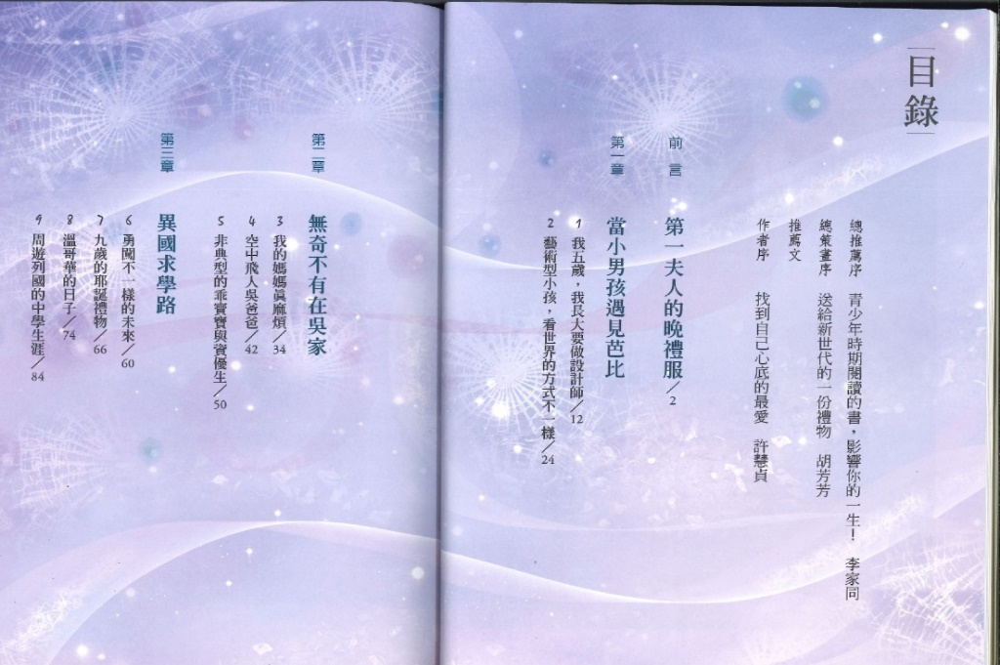 目錄
總推薦序 青少年時期閱讀的書，影響你的一生！ 李家同
總策畫序 送給新世代的一份禮物 胡芳芳
推薦文
作者序 找到自己心底的最愛 許慧貞
前言 第一夫人的晚禮服／2
第一章 當小男孩遇見芭比
1 我五歲，我長大要做設計師／12
2 藝術型小孩，看世界的方式不一樣／24
第二章 無奇不有在吳家
3 我的媽媽真麻煩／34
4 空中飛人吳爸爸／42
5 非典型的乖寶寶與資優生／50
第三章 異國求學路
6 勇闖不一樣的未來／60
7 九歲的耶誕禮物／66
8 溫哥華的日子／74
9 周遊列國的中學生涯／84